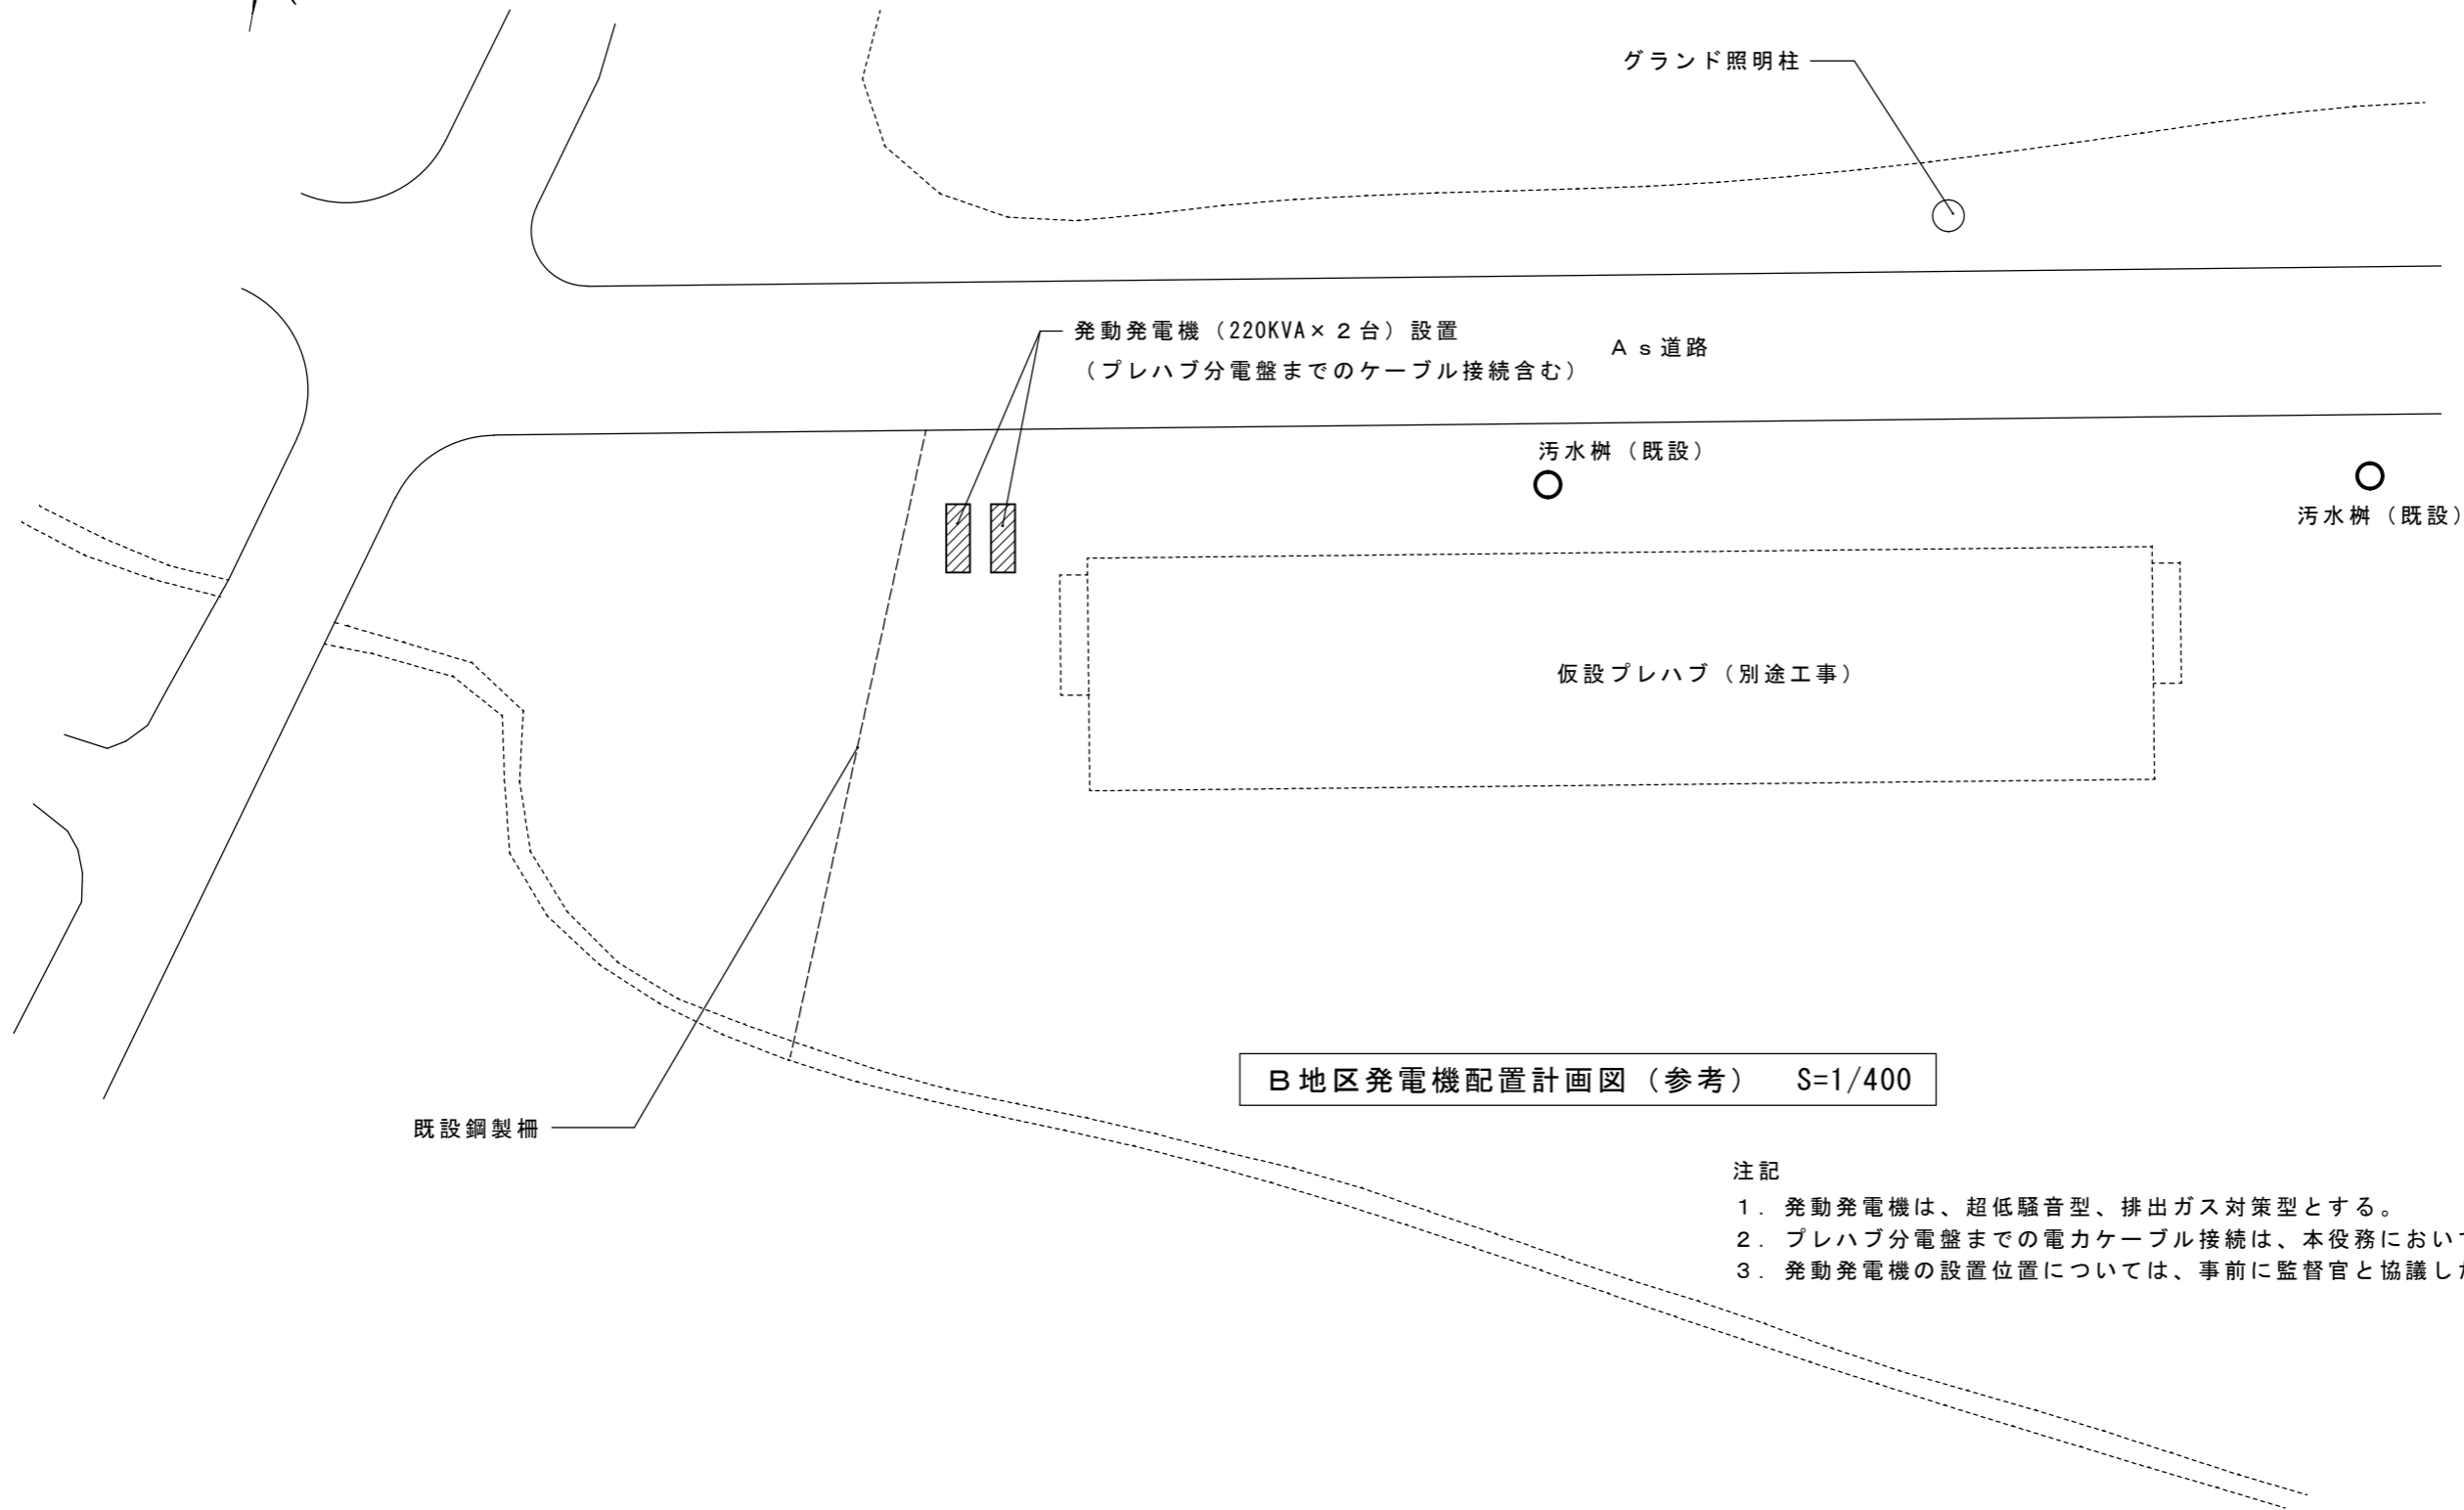 グランド照明柱
発動発電機（220KVA×２台）設置
（プレハブ分電盤までのケーブル接続含む）
Ａｓ道路
汚水桝（既設）
汚水桝（既設）
仮設プレハブ（別途工事）
Ｂ地区発電機配置計画図（参考）　S=1/400
既設鋼製柵
注記
１．発動発電機は、超低騒音型、排出ガス対策型とする。
２．プレハブ分電盤までの電力ケーブル接続は、本役務におい
３．発動発電機の設置位置については、事前に監督官と協議し